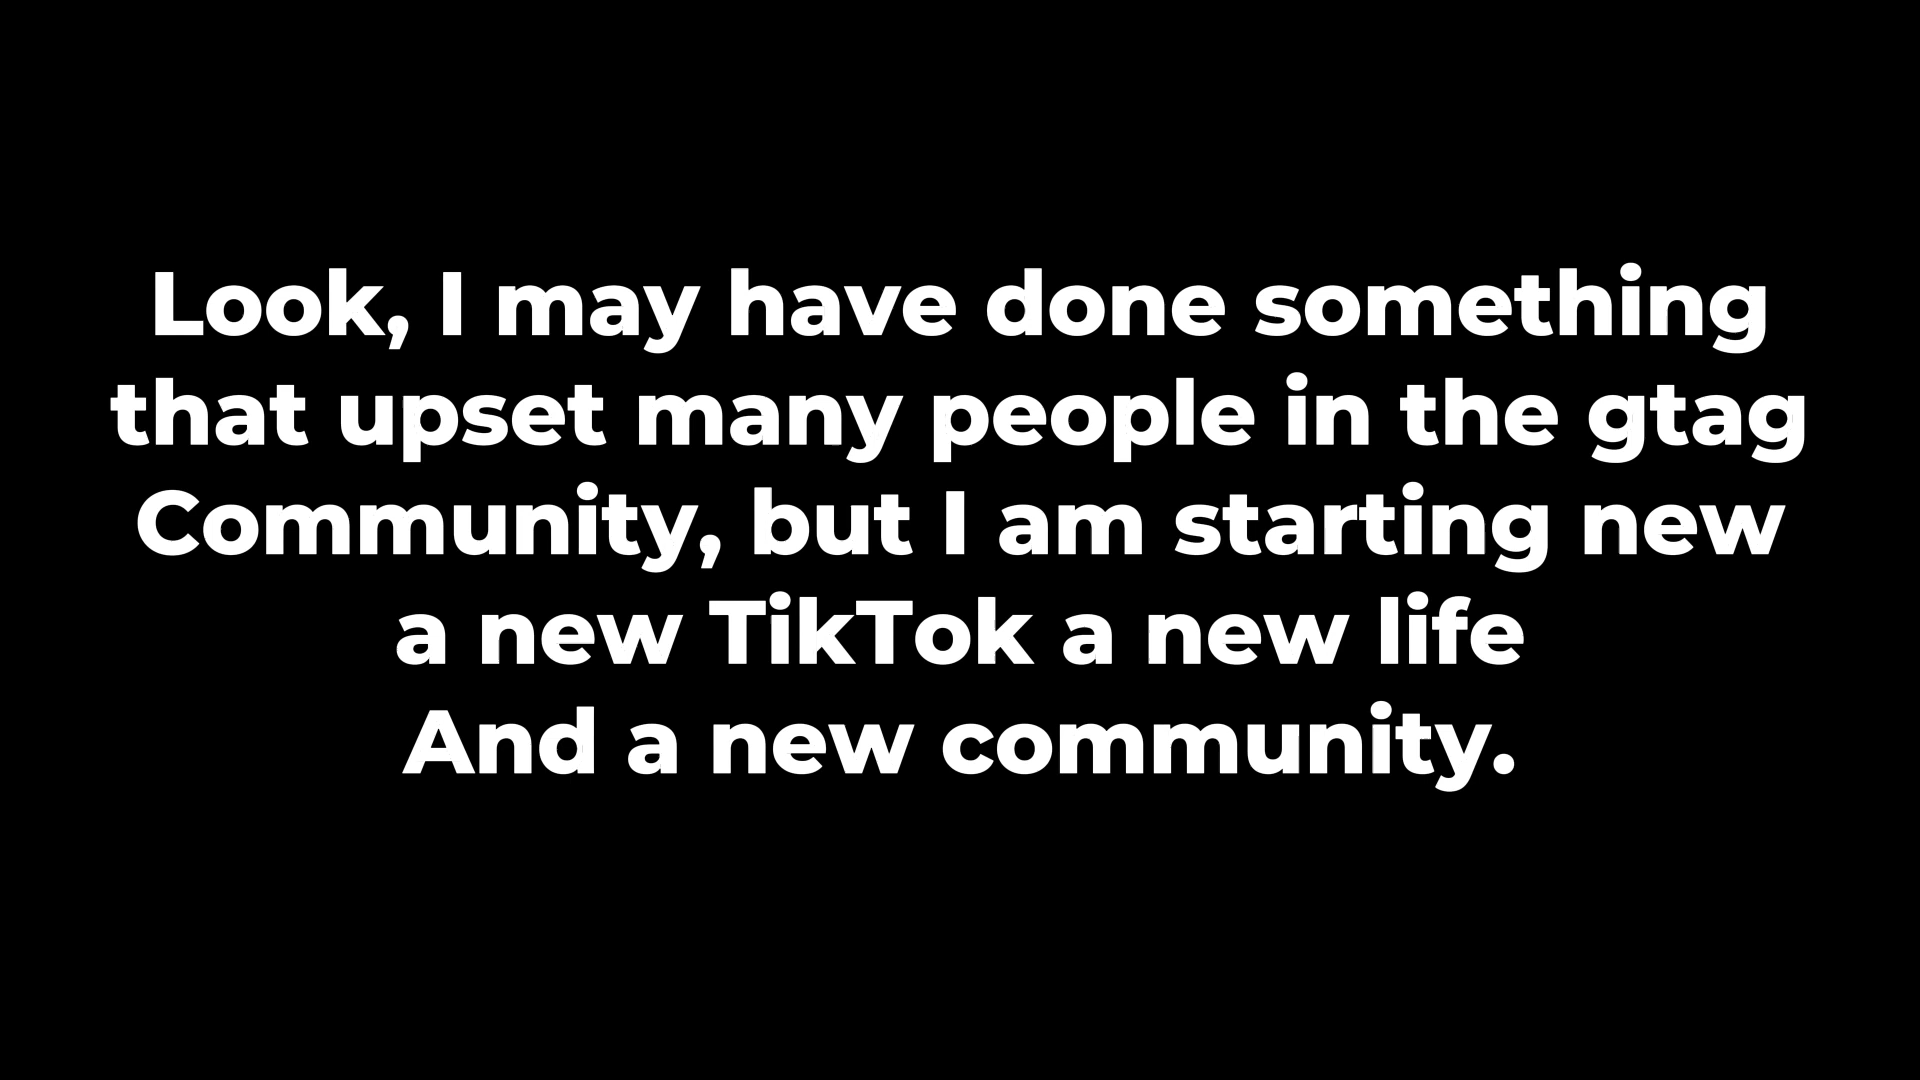 Look, I may have done something
that upset many people in the gtag
Community, but I am starting new
a new TikTok a new life
And a new community.